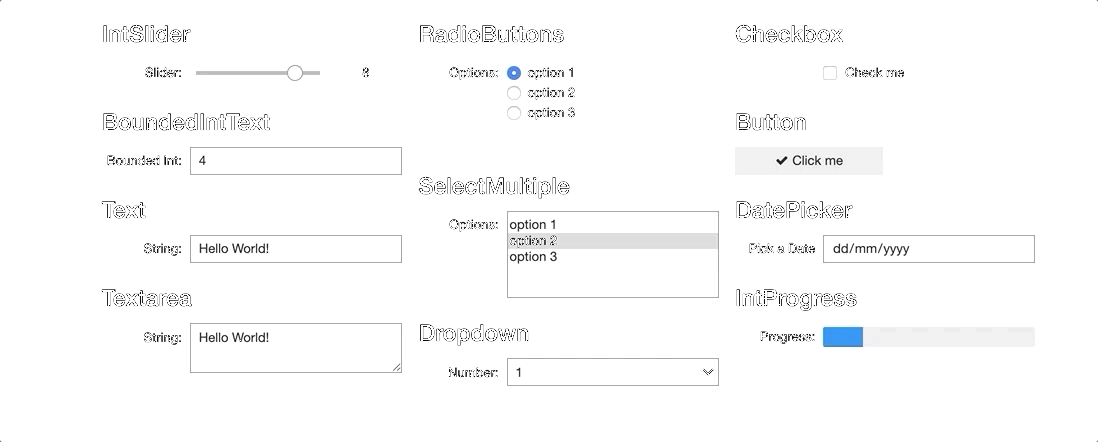 IntSlider
Slider: 8
BoundedIntText
Bounded Int: 4
Text
String: Hello World!
Textarea
String: Hello World!
RadioButtons
Options: option 1
option 2
option 3
SelectMultiple
Options: option 1
option 2
option 3
Dropdown
Number: 1
Checkbox
Check me
Button
Click me
DatePicker
Pick a Date dd/mm/yyyy
IntProgress
Progress: